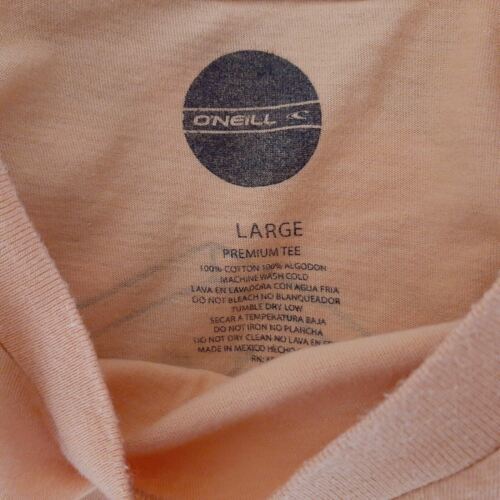 O'NEILL
LARGE
PREMIUM TEE
100% COTTON 100% ALGODON
MACHINE WASH COLD
LAVA EN LAVADORA CON AGUA FRIA
DO NOT BLEACH NO BLANQUEADOR
TUMBLE DRY LOW
SECAR A TEMPERATURA BAJA
DO NOT IRON NO PLANCHA
DO NOT DRY CLEAN NO LAVA EN
MADE IN MEXICO HECHO
RN: